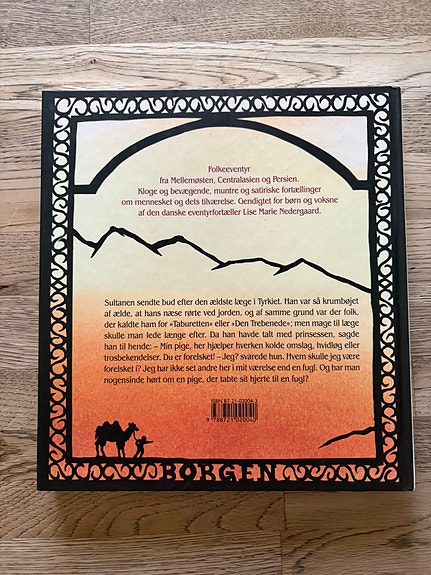 Folkeeventyr
fra Mellemøsten, Centralasien og Persien.
Kloge og bevægende, muntre og satiriske fortællinger
om mennesket og dets tilværelse. Gendigtet for børn og voksne
af den danske eventyrfortæller Lise Marie Nedergaard.
Sultanen sendte bud efter den ældste læge i Tyrkiet. Han var så krumbøjet
af ælde, at hans næse rørte ved jorden, og af samme grund var der folk,
der kaldte ham for »Taburetten« eller »Den Trebenede«; men mage til læge
skulle man lede længe efter. Da han havde talt med prinsessen, sagde
han til hende: – Min pige, her hjælper hverken kolde omslag, hvidløg eller
trosbekendelser. Du er forelsket! – Jeg? svarede hun. Hvem skulle jeg være
forelsket i? Jeg har ikke set andre her i mit værelse end en fugl. Og har man
nogensinde hørt om en pige, der tabte sit hjerte til en fugl?
ISBN 87-21-02004-3
9 788721 020040
BORGEN